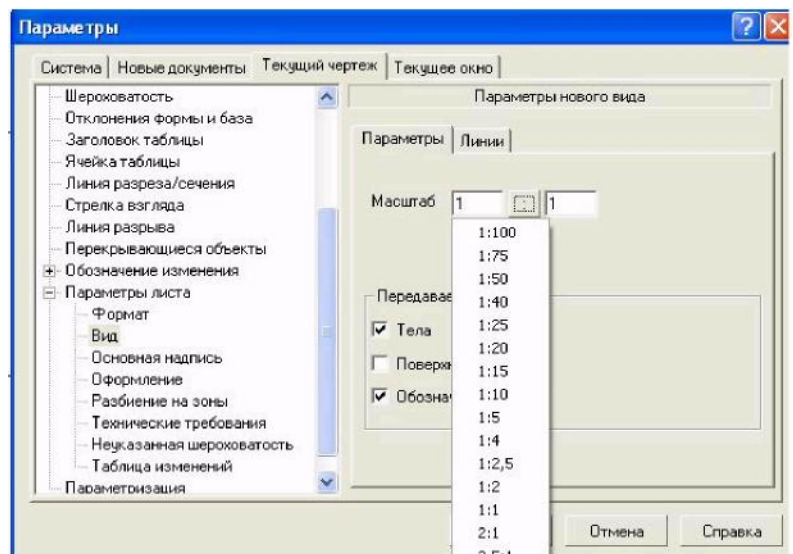 Параметры
Система Новые документы Текущий чертеж Текущее окно
Шероховатость
Отклонения формы и база
Заголовок таблицы
Ячейка таблицы
Линия разреза/сечения
Стрелка взгляда
Линия разрыва
Перекрывающиеся объекты
Обозначение изменения
Параметры листа
Формат
Вид
Основная надпись
Оформление
Разбиение на зоны
Технические требования
Неуказанная шероховатость
Таблица изменений
Параметризация
Параметры нового вида
Параметры Линии
Масштаб 1 : 1
1:100
1:75
1:50
1:40
1:25
1:20
1:15
1:10
1:5
1:4
1:2,5
1:2
1:1
2:1
Передавае
Тела
Поверхн
Обознач
Отмена Справка